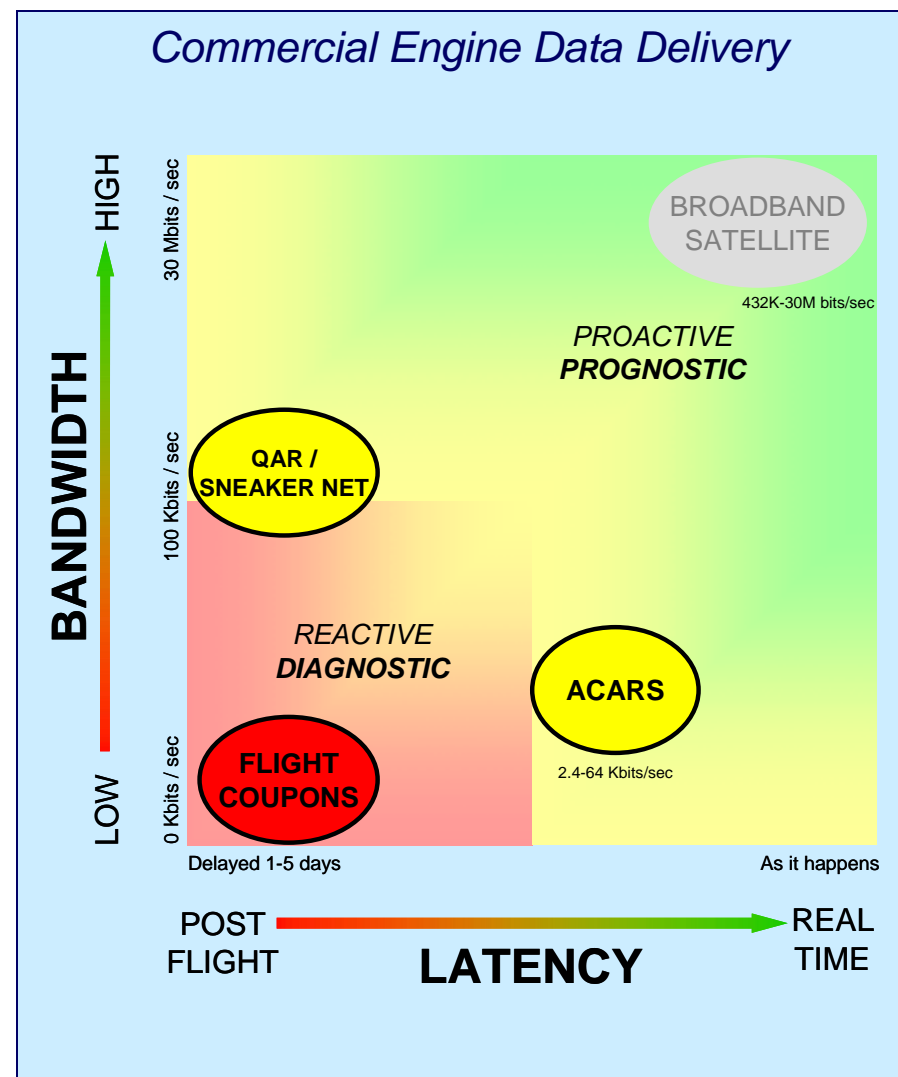 Commercial Engine Data Delivery
HIGH
30 Mbits / sec
BROADBAND
SATELLITE
432K-30M bits/sec
PROACTIVE
PROGNOSTIC
BANDWIDTH
100 Kbits / sec
QAR /
SNEAKER NET
REACTIVE
DIAGNOSTIC
ACARS
2.4-64 Kbits/sec
LOW
0 Kbits / sec
FLIGHT
COUPONS
Delayed 1-5 days
As it happens
POST
FLIGHT
LATENCY
REAL
TIME